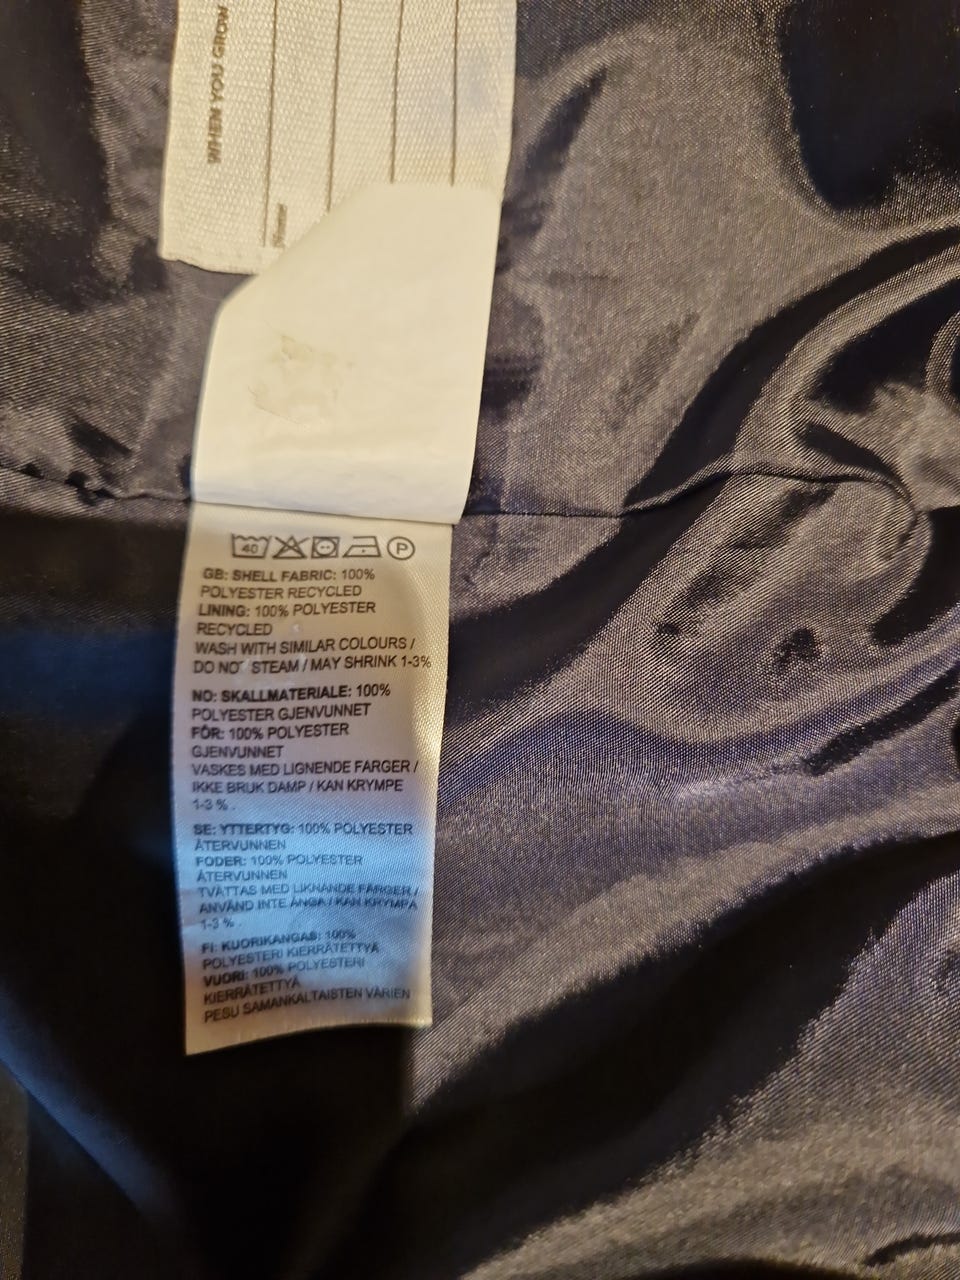 WHEN YOU GROW
Name
40 P
GB: SHELL FABRIC: 100%
POLYESTER RECYCLED
LINING: 100% POLYESTER
RECYCLED
WASH WITH SIMILAR COLOURS /
DO NOT STEAM / MAY SHRINK 1-3%
NO: SKALLMATERIALE: 100%
POLYESTER GJENVUNNET
FÔR: 100% POLYESTER
GJENVUNNET
VASKES MED LIGNENDE FARGER /
IKKE BRUK DAMP / KAN KRYMPE
1-3 % .
SE: YTTERTYG: 100% POLYESTER
ÅTERVUNNEN
FODER: 100% POLYESTER
ÅTERVUNNEN
TVÄTTAS MED LIKNANDE FÄRGER /
ANVÄND INTE ÅNGA / KAN KRYMPA
1-3 % .
FI: KUORIKANGAS: 100%
POLYESTERI KIERRÄTETTYÄ
VUORI: 100% POLYESTERI
KIERRÄTETTYÄ
PESU SAMANKALTAISTEN VÄRIEN